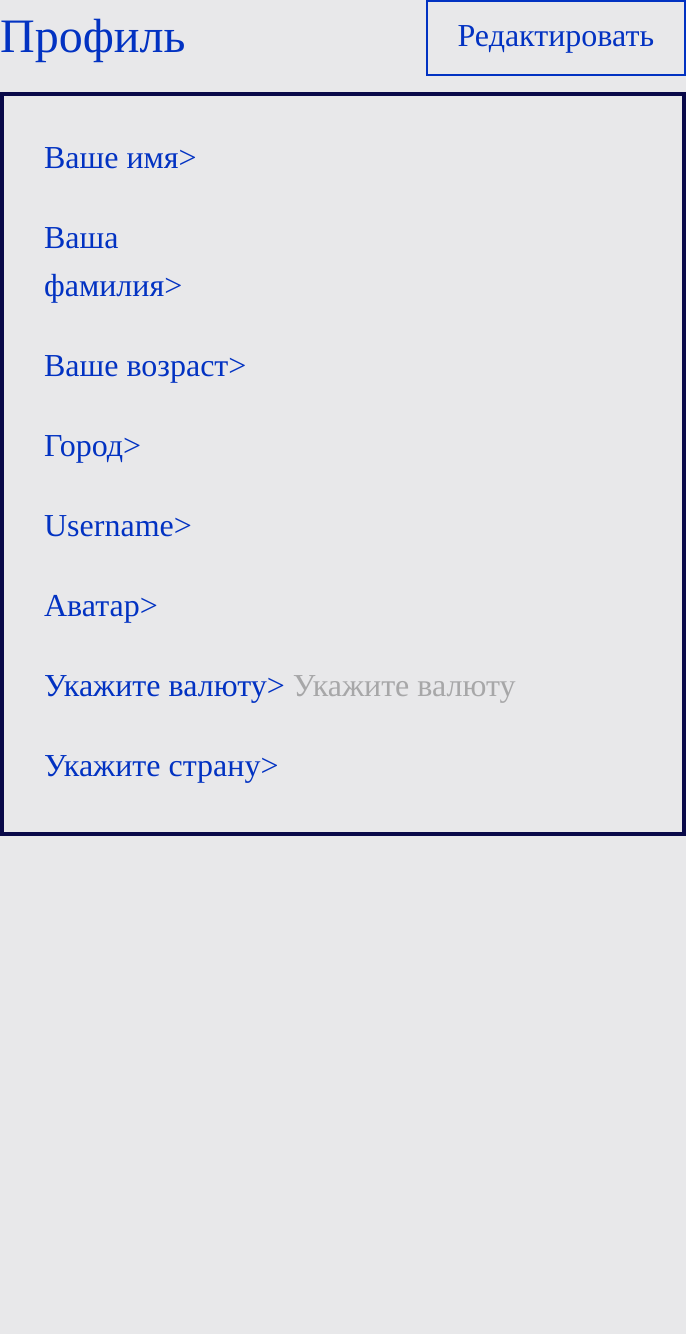 Профиль
Редактировать
Ваше имя>
Ваша
фамилия>
Ваше возраст>
Город>
Username>
Аватар>
Укажите валюту> Укажите валюту
Укажите страну>